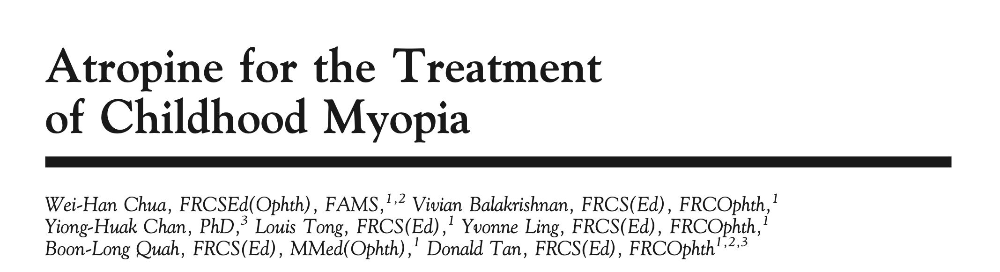 Atropine for the Treatment
of Childhood Myopia
Wei-Han Chua, FRCSEd(Ophth), FAMS,1,2 Vivian Balakrishnan, FRCS(Ed), FRCOphth,1
Yiong-Huak Chan, PhD,3 Louis Tong, FRCS(Ed),1 Yvonne Ling, FRCS(Ed), FRCOphth,1
Boon-Long Quah, FRCS(Ed), MMed(Ophth),1 Donald Tan, FRCS(Ed), FRCOphth1,2,3